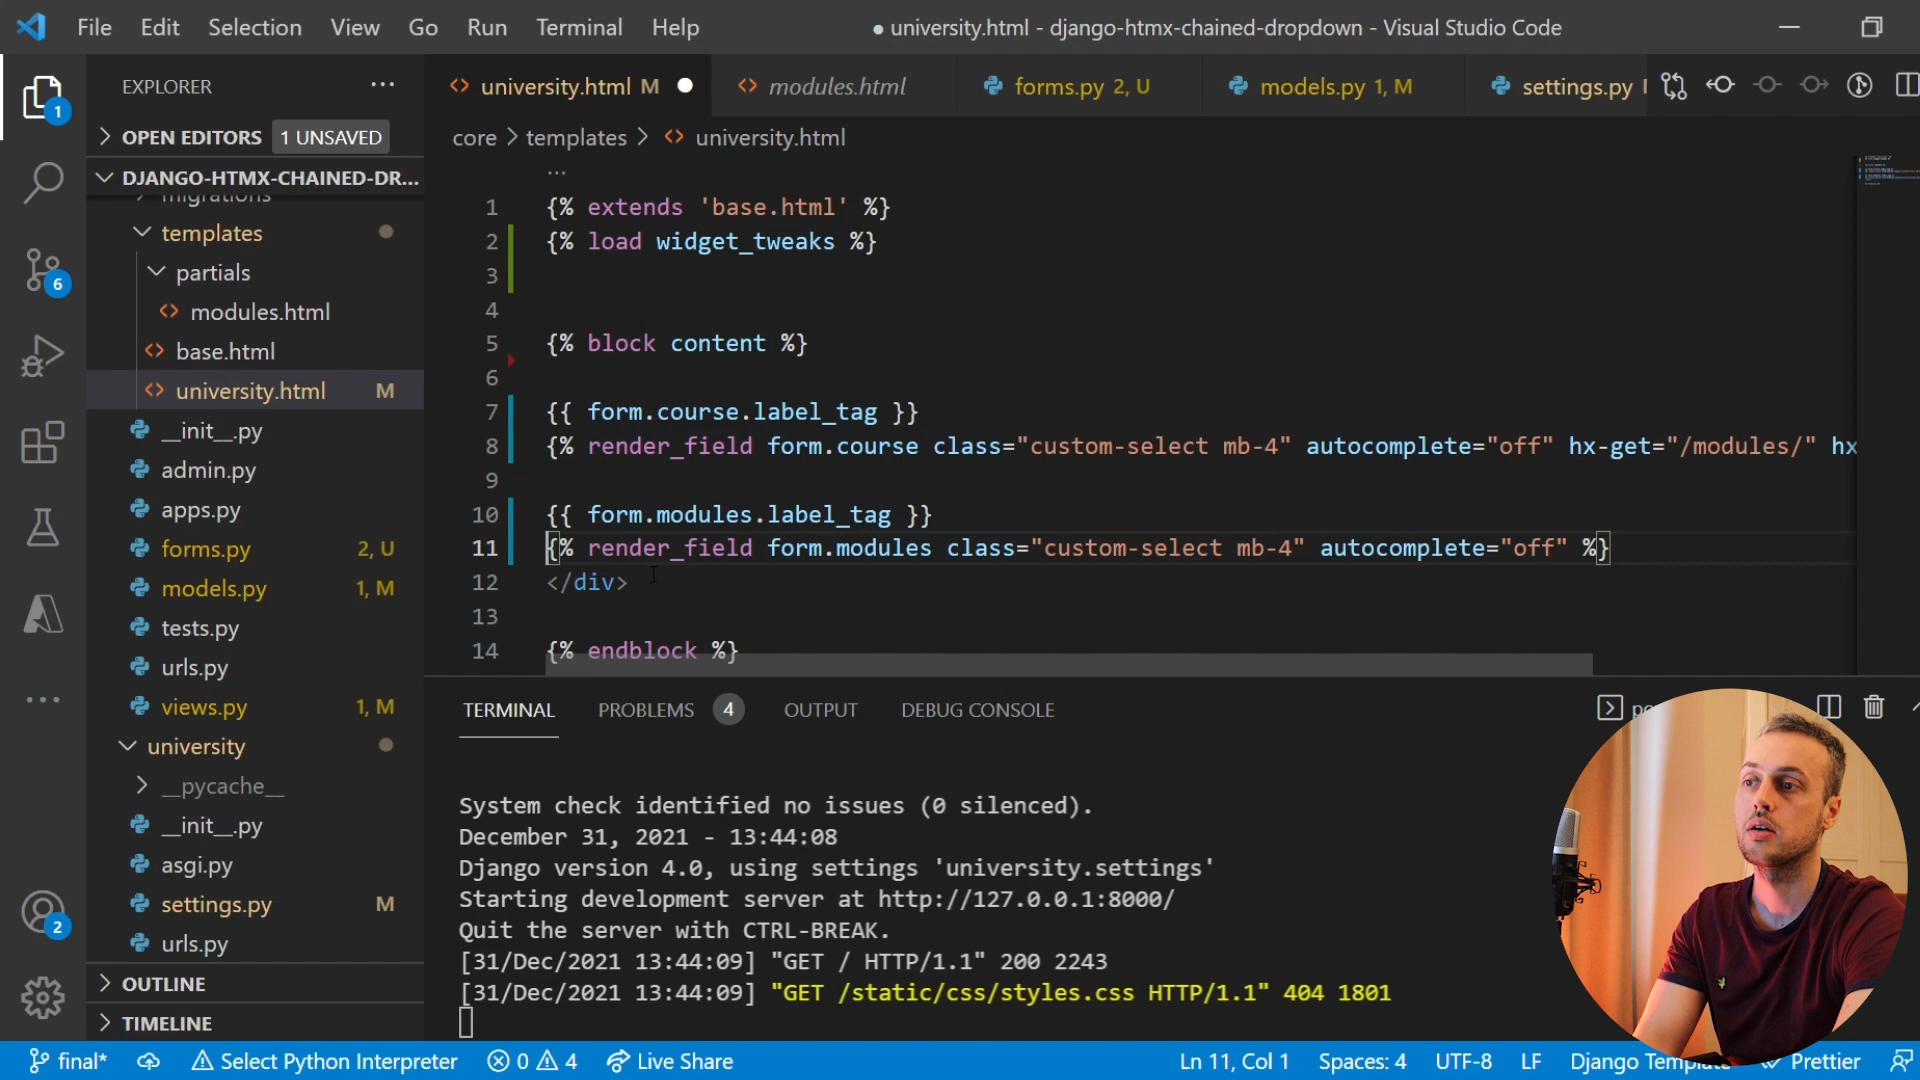 File Edit Selection View Go Run Terminal Help
● university.html - django-htmx-chained-dropdown - Visual Studio Code
EXPLORER ···
OPEN EDITORS 1 UNSAVED
DJANGO-HTMX-CHAINED-DR...
migrations
templates
partials
modules.html
base.html
university.html M
__init__.py
admin.py
apps.py
forms.py 2, U
models.py 1, M
tests.py
urls.py
views.py 1, M
university
__pycache__
__init__.py
asgi.py
settings.py M
urls.py
OUTLINE
TIMELINE
1
6
2
university.html M
modules.html
forms.py 2, U
models.py 1, M
settings.py
core > templates > university.html
...
1 {% extends 'base.html' %}
2 {% load widget_tweaks %}
3
4
5 {% block content %}
6
7 {{ form.course.label_tag }}
8 {% render_field form.course class="custom-select mb-4" autocomplete="off" hx-get="/modules/" hx
9
10 {{ form.modules.label_tag }}
11 {% render_field form.modules class="custom-select mb-4" autocomplete="off" %}
12 </div>
13
14 {% endblock %}
TERMINAL PROBLEMS 4 OUTPUT DEBUG CONSOLE
System check identified no issues (0 silenced).
December 31, 2021 - 13:44:08
Django version 4.0, using settings 'university.settings'
Starting development server at http://127.0.0.1:8000/
Quit the server with CTRL-BREAK.
[31/Dec/2021 13:44:09] "GET / HTTP/1.1" 200 2243
[31/Dec/2021 13:44:09] "GET /static/css/styles.css HTTP/1.1" 404 1801
final* Select Python Interpreter 0 4 Live Share Ln 11, Col 1 Spaces: 4 UTF-8 LF Django Prettier